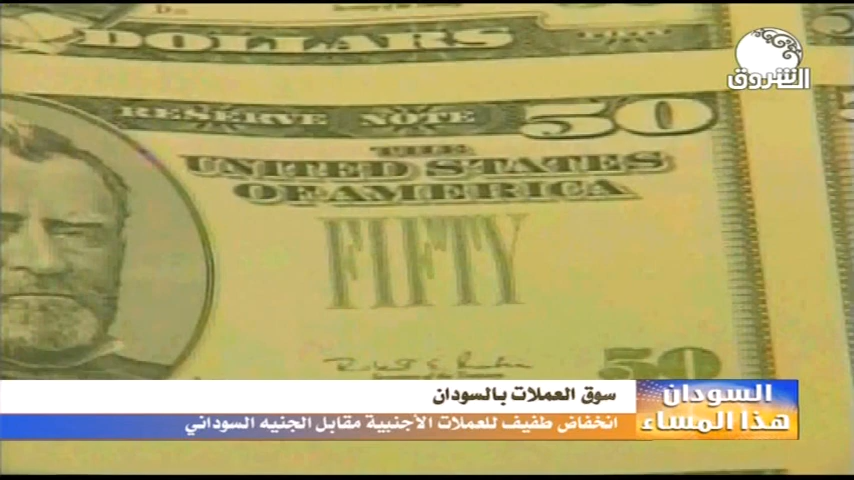 DOLLARS
50
الشروق
RESERVE NOTE
50
THE
UNITED STATES
OF AMERICA
FIFTY
50
سوق العملات بالسودان
السودان
هذا المساء
انخفاض طفيف للعملات الأجنبية مقابل الجنيه السوداني